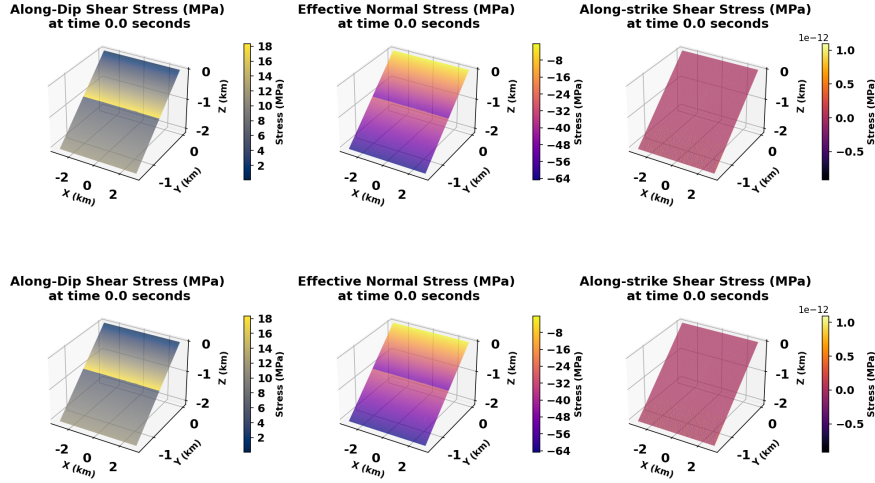 Along-Dip Shear Stress (MPa)
at time 0.0 seconds
0
-1
-2
Z (km)
0
-1
Y (km)
-2
0
2
X (km)
18
16
14
12
10
8
6
4
2
Stress (MPa)
Effective Normal Stress (MPa)
at time 0.0 seconds
0
-1
-2
Z (km)
0
-1
Y (km)
-2
0
2
X (km)
−8
−16
−24
−32
−40
−48
−56
−64
Stress (MPa)
Along-strike Shear Stress (MPa)
at time 0.0 seconds
0
-1
-2
Z (km)
0
-1
Y (km)
-2
0
2
X (km)
1e−12
1.0
0.5
0.0
−0.5
Stress (MPa)
Along-Dip Shear Stress (MPa)
at time 0.0 seconds
0
-1
-2
Z (km)
0
-1
Y (km)
-2
0
2
X (km)
18
16
14
12
10
8
6
4
2
Stress (MPa)
Effective Normal Stress (MPa)
at time 0.0 seconds
0
-1
-2
Z (km)
0
-1
Y (km)
-2
0
2
X (km)
−8
−16
−24
−32
−40
−48
−56
−64
Stress (MPa)
Along-strike Shear Stress (MPa)
at time 0.0 seconds
0
-1
-2
Z (km)
0
-1
Y (km)
-2
0
2
X (km)
1e−12
1.0
0.5
0.0
−0.5
Stress (MPa)